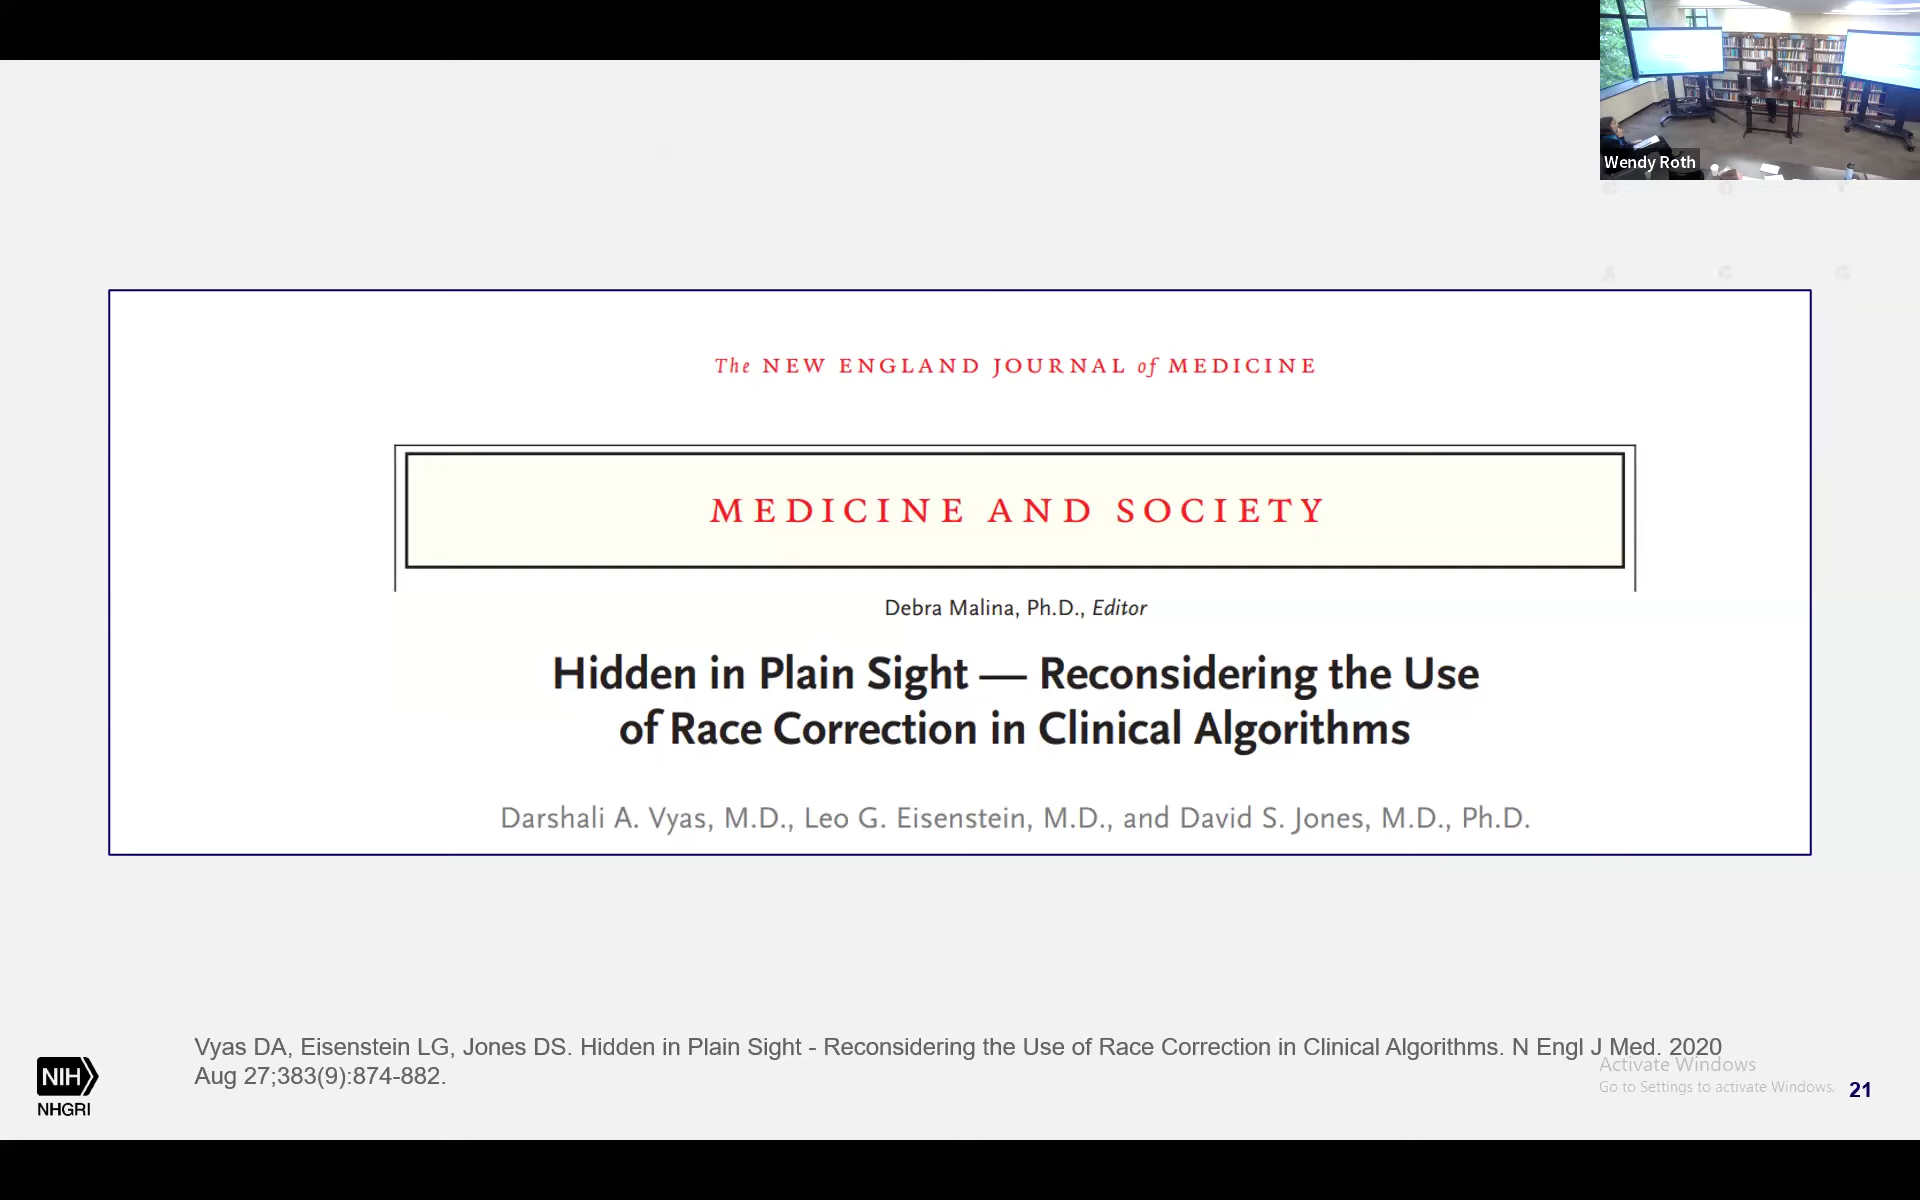 Wendy Roth
The NEW ENGLAND JOURNAL of MEDICINE
MEDICINE AND SOCIETY
Debra Malina, Ph.D., Editor
Hidden in Plain Sight — Reconsidering the Use
of Race Correction in Clinical Algorithms
Darshali A. Vyas, M.D., Leo G. Eisenstein, M.D., and David S. Jones, M.D., Ph.D.
Vyas DA, Eisenstein LG, Jones DS. Hidden in Plain Sight - Reconsidering the Use of Race Correction in Clinical Algorithms. N Engl J Med. 2020
Aug 27;383(9):874-882.
NIH
NHGRI
Activate Windows
Go to Settings to activate Windows.
21